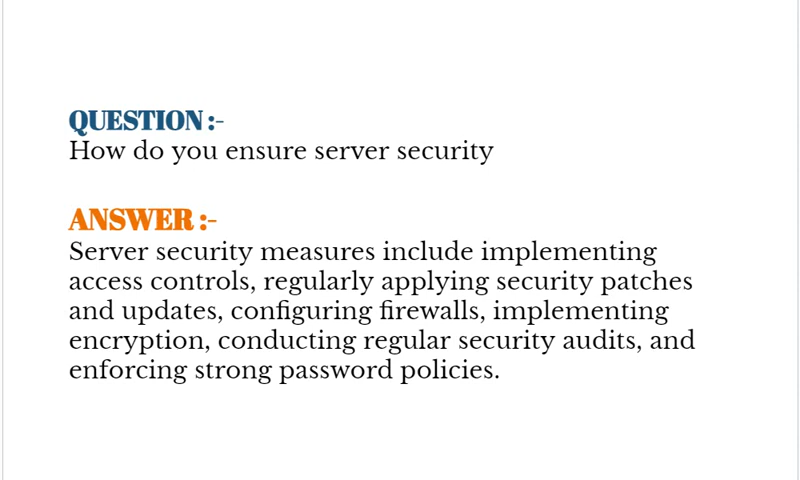 QUESTION :-
How do you ensure server security
ANSWER :-
Server security measures include implementing
access controls, regularly applying security patches
and updates, configuring firewalls, implementing
encryption, conducting regular security audits, and
enforcing strong password policies.